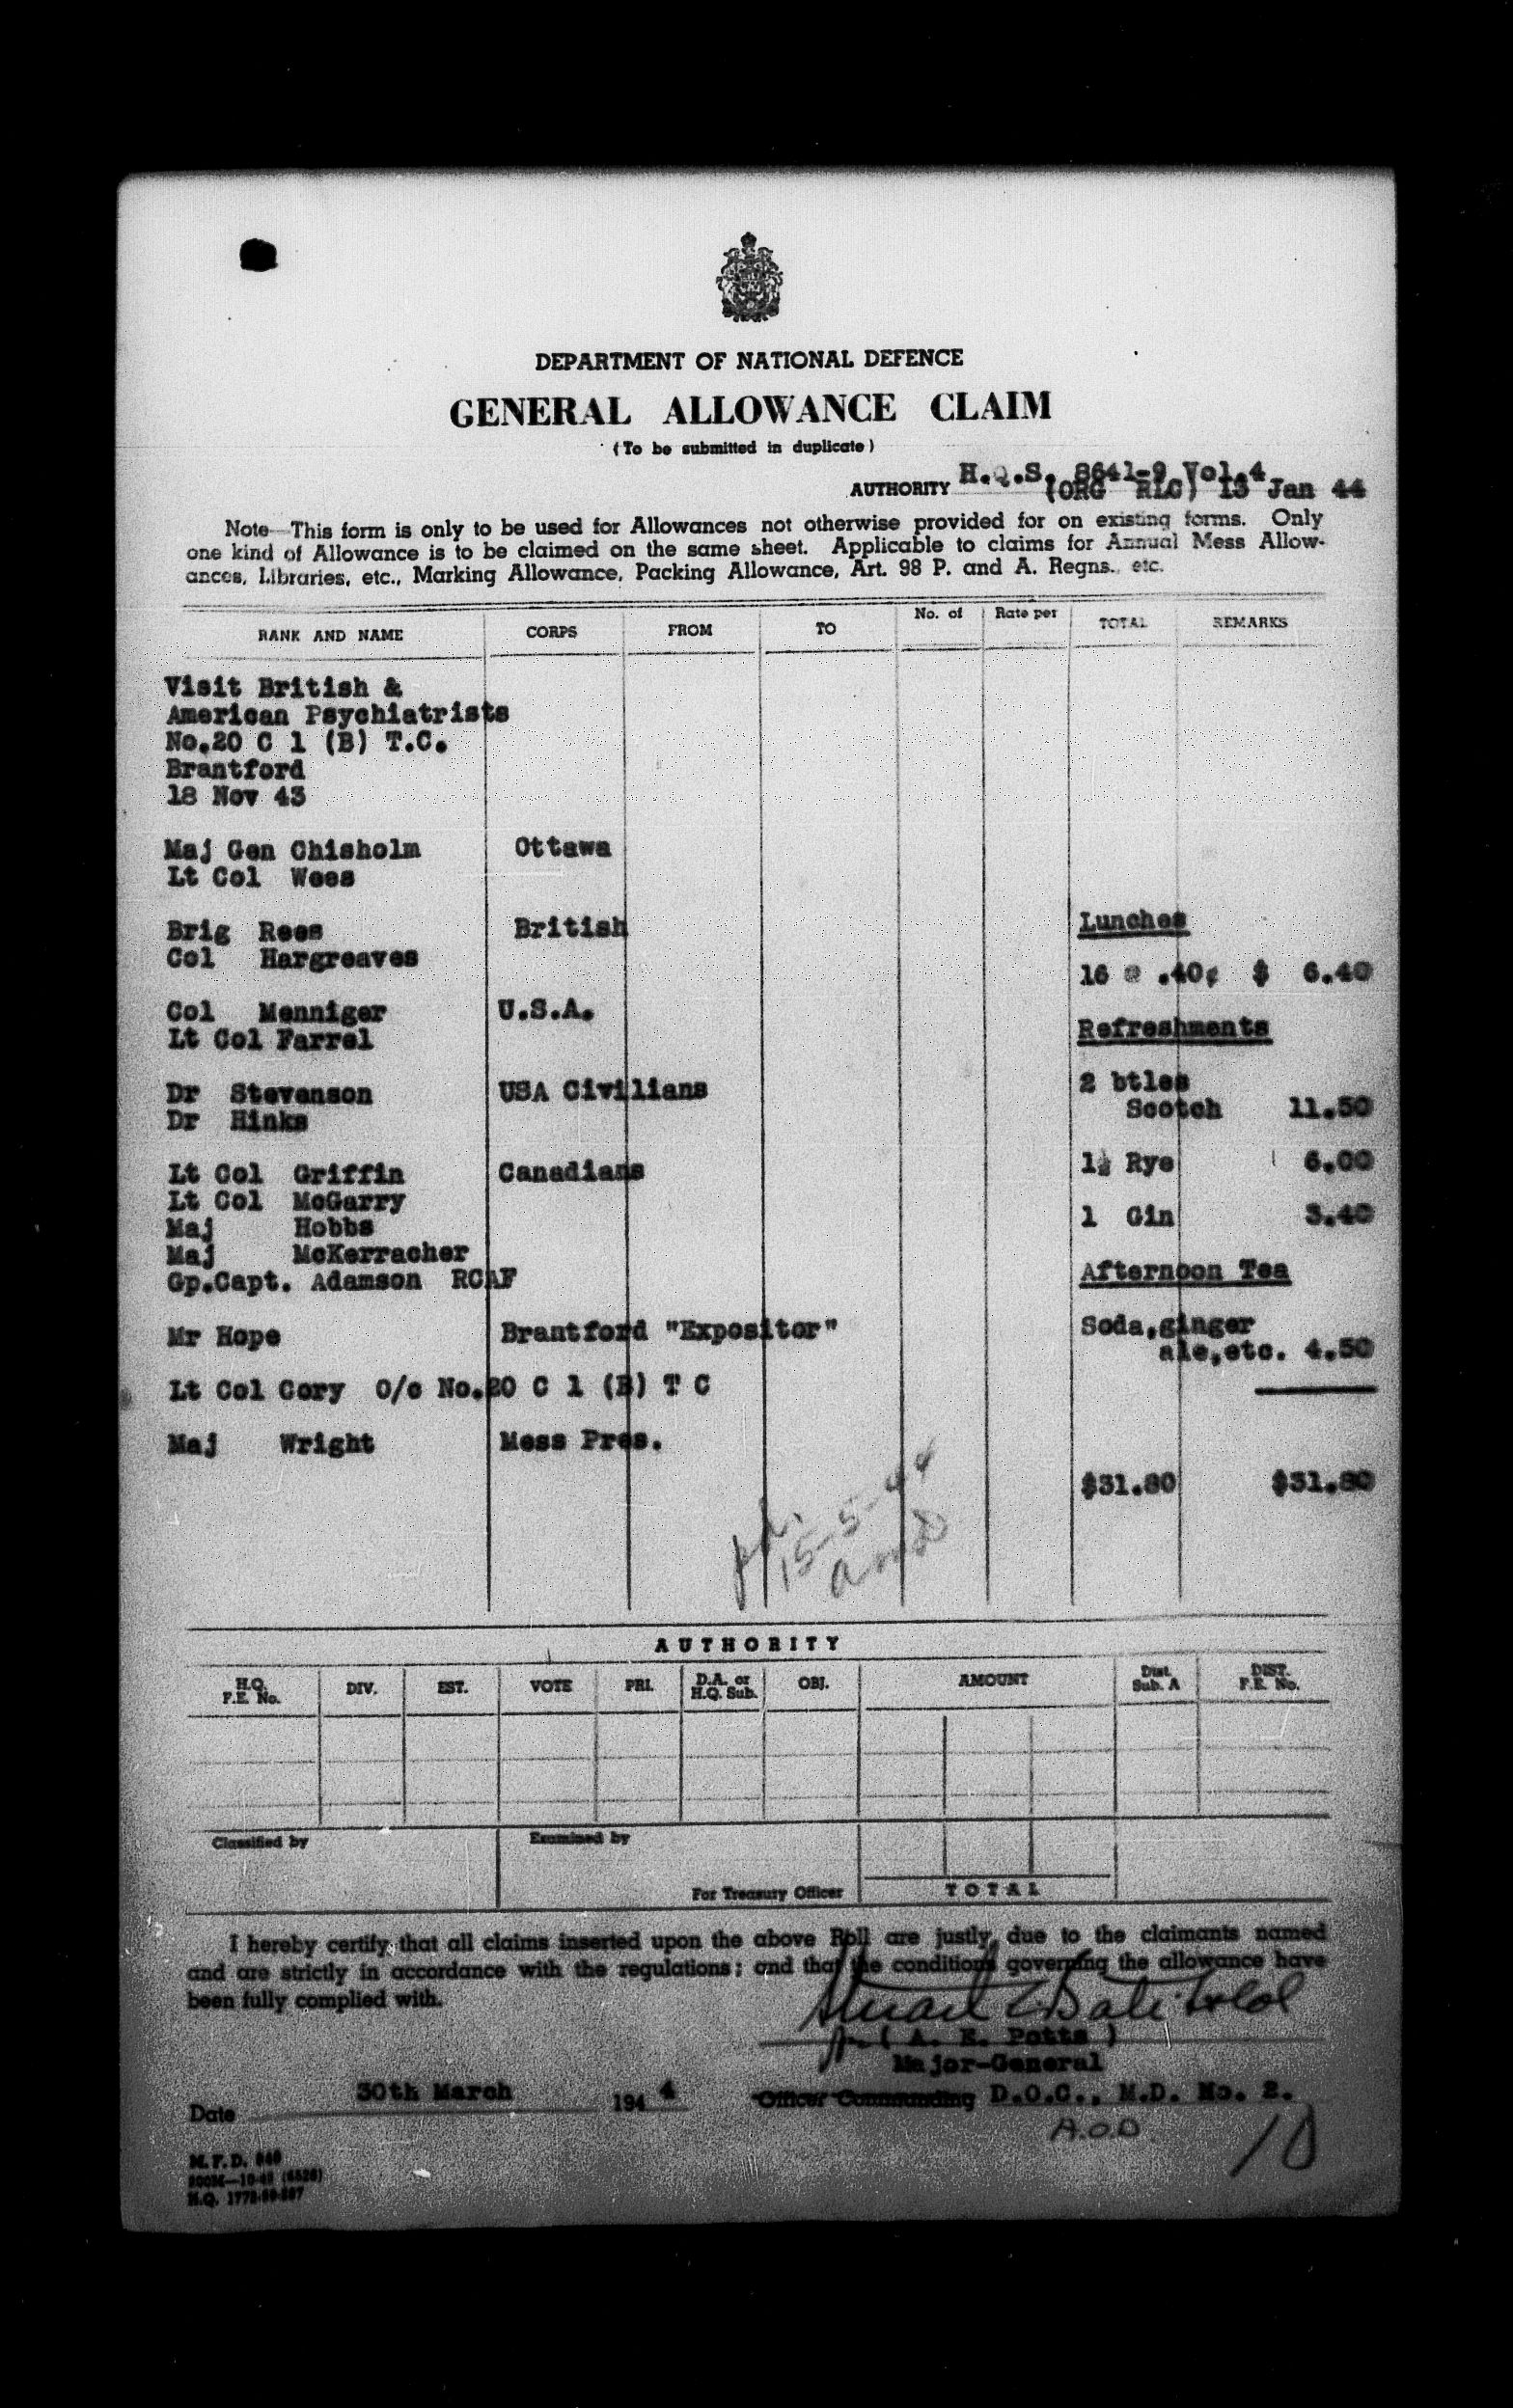 DEPARTMENT OF NATIONAL DEFENCE
GENERAL ALLOWANCE CLAIM
(To be submitted in duplicate)
AUTHORITY H.Q.S. 8641-9 Vol.4
(ORG RLC) 13 Jan 44
Note—This form is only to be used for Allowances not otherwise provided for on existing forms. Only
one kind of Allowance is to be claimed on the same sheet. Applicable to claims for Annual Mess Allow-
ances, Libraries, etc., Marking Allowance, Packing Allowance, Art. 98 P. and A. Regns., etc.
RANK AND NAME CORPS FROM TO No. of Rate per TOTAL REMARKS
Visit British &
American Psychiatrists
No.20 C 1 (B) T.C.
Brantford
18 Nov 43
Maj Gen Chisholm Ottawa
Lt Col Wees
Brig Rees British Lunches
Col Hargreaves
16 @ .40¢ $ 6.40
Col Menniger U.S.A.
Lt Col Farrel Refreshments
Dr Stevenson USA Civilians 2 btles
Dr Hinks Scotch 11.50
Lt Col Griffin Canadians 1½ Rye 6.00
Lt Col McGarry
Maj Hobbs 1 Gin 3.40
Maj McKerracher
Gp.Capt. Adamson RCAF Afternoon Tea
Mr Hope Brantford "Expositor" Soda,ginger
ale,etc. 4.50
Lt Col Cory O/c No.20 C 1 (B) T C
Maj Wright Mess Pres.
$31.80 $31.80
pd.
15-5-44
AUTHORITY
H.Q. F.E. No. DIV. EST. VOTE PRI. D.A. or H.Q. Sub. OBJ. AMOUNT Dist. Sub. A DIST. F.E. No.
Classified by Examined by
For Treasury Officer TOTAL
I hereby certify that all claims inserted upon the above Roll are justly due to the claimants named
and are strictly in accordance with the regulations; and that the conditions governing the allowance have
been fully complied with.
for ( A. E. Potts )
Major-General
Date 30th March 1944 Officer Commanding D.O.C., M.D. No. 2.
A.O.D
10
M.F.D.
H.Q.